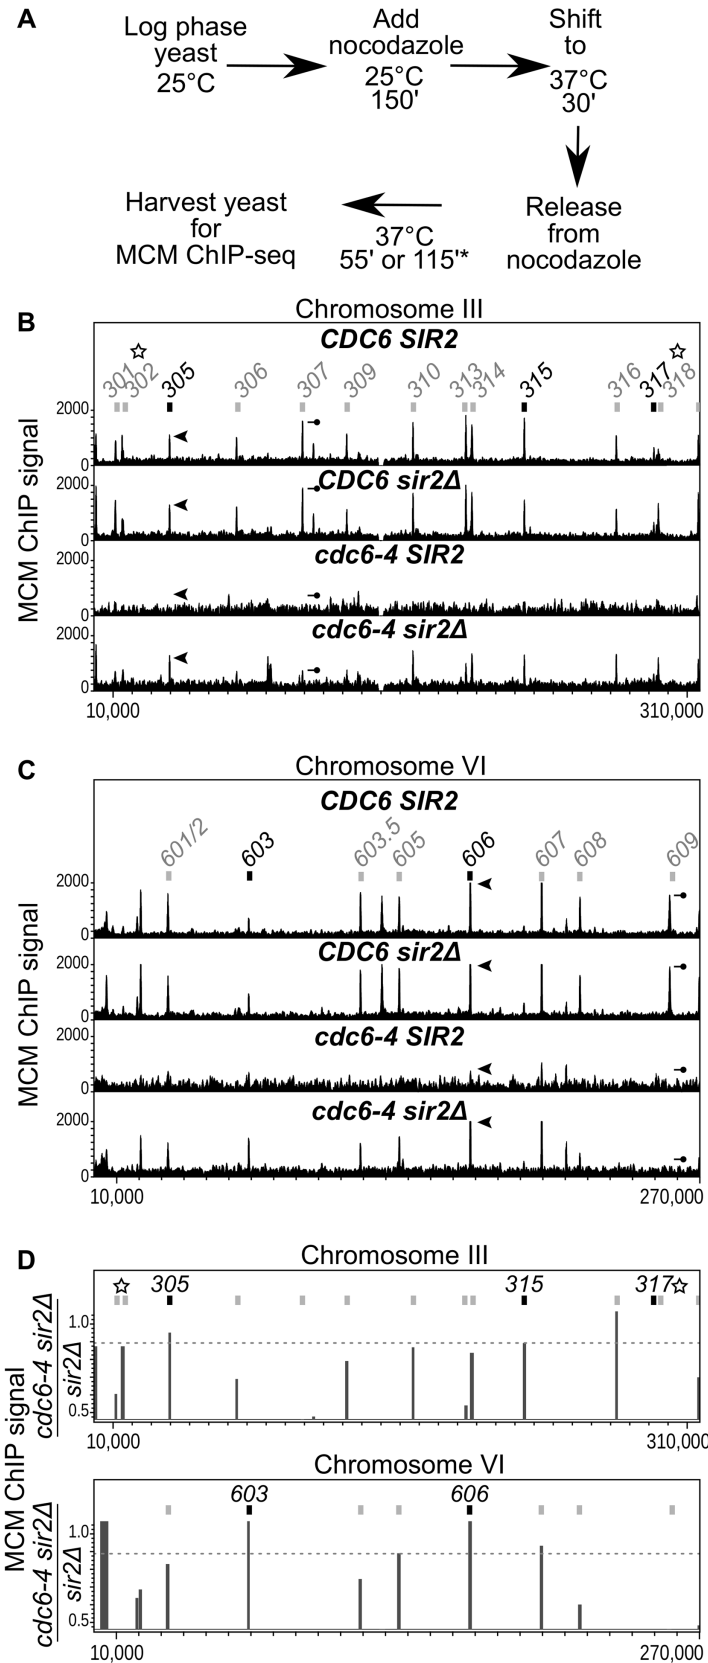 A
Log phase
yeast
25°C
Add
nocodazole
25°C
150'
Shift
to
37°C
30'
Harvest yeast
for
MCM ChIP-seq
37°C
55' or 115'*
Release
from
nocodazole
B
Chromosome III
CDC6 SIR2
301 302 305 306 307 309 310 313 314 315 316 317 318
MCM ChIP signal
2000
0
CDC6 sir2Δ
2000
0
cdc6-4 SIR2
2000
0
cdc6-4 sir2Δ
2000
0
10,000 310,000
C
Chromosome VI
CDC6 SIR2
601/2 603 603.5 605 606 607 608 609
MCM ChIP signal
2000
0
CDC6 sir2Δ
2000
0
cdc6-4 SIR2
2000
0
cdc6-4 sir2Δ
2000
0
10,000 270,000
D
Chromosome III
305 315 317
MCM ChIP signal
cdc6-4 sir2Δ
sir2Δ
1.0
0.5
10,000 310,000
Chromosome VI
603 606
cdc6-4 sir2Δ
sir2Δ
1.0
0.5
10,000 270,000